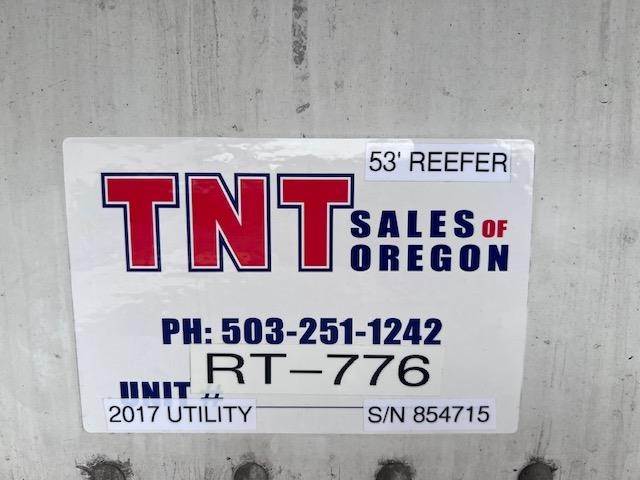 53' REEFER
TNT SALES OF
OREGON
PH: 503-251-1242
RT-776
UNIT #
2017 UTILITY
S/N 854715